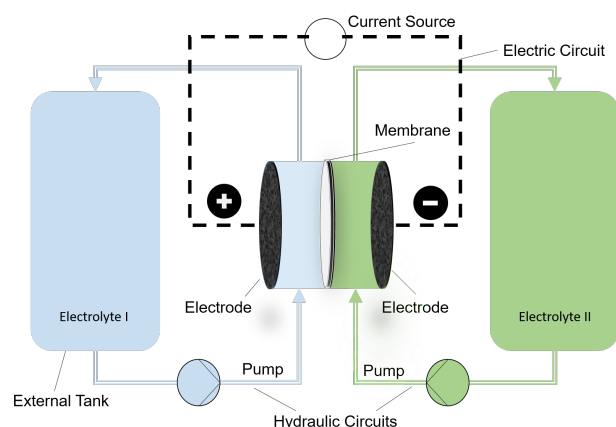 Current Source
Electric Circuit
Membrane
+
−
Electrode
Electrode
Electrolyte I
Electrolyte II
Pump
Pump
External Tank
Hydraulic Circuits